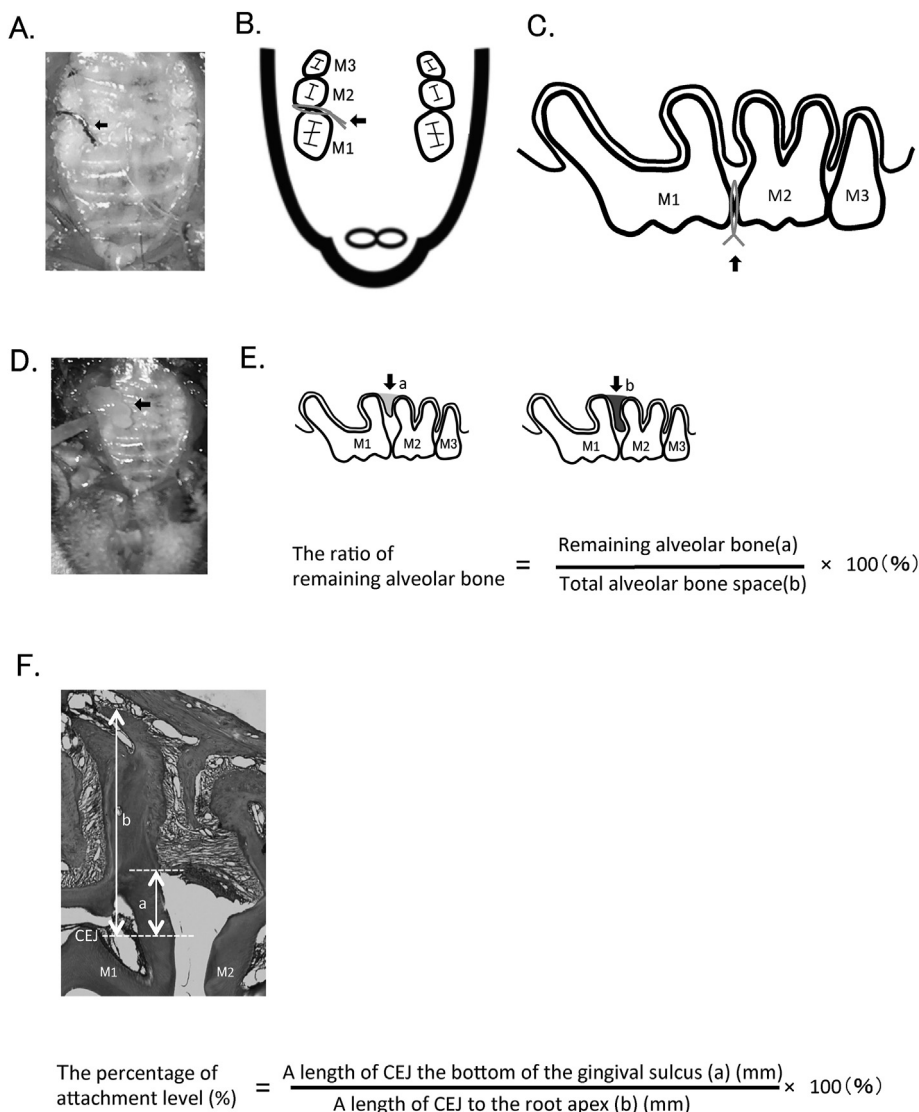 A.
B.
C.
M3
M2
M1
M1
M2
M3
D.
E.
a
M1
M2
M3
b
M1
M2
M3
The ratio of
remaining alveolar bone
=
Remaining alveolar bone(a)
Total alveolar bone space(b)
× 100(%)
F.
b
a
CEJ
M1
M2
The percentage of
attachment level (%)
=
A length of CEJ the bottom of the gingival sulcus (a) (mm)
A length of CEJ to the root apex (b) (mm)
× 100(%)